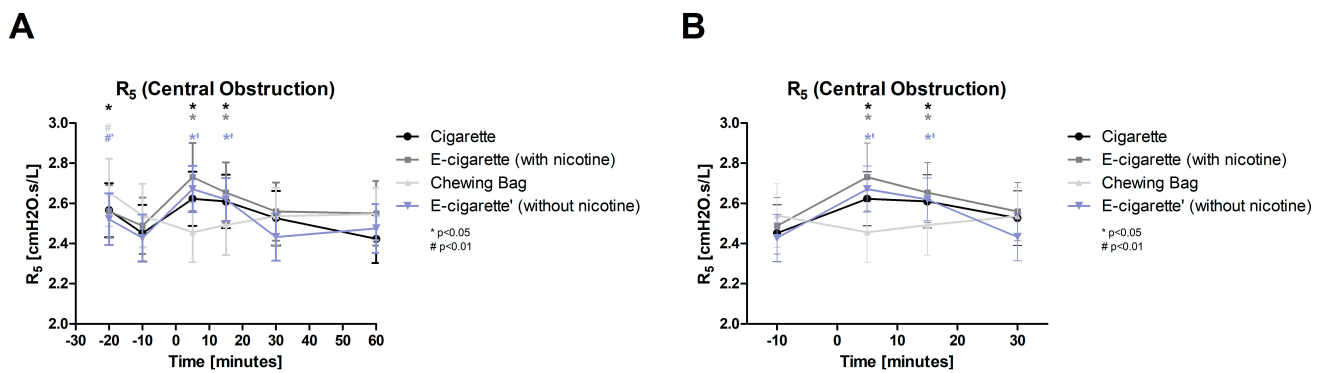 A
R5 (Central Obstruction)
* * *
* *
#
#' *' *'
3.0
2.8
2.6
2.4
2.2
2.0
R5 [cmH2O.s/L]
-30 -20 -10 0 10 20 30 40 50 60
Time [minutes]
Cigarette
E-cigarette (with nicotine)
Chewing Bag
E-cigarette' (without nicotine)
* p<0.05
# p<0.01
B
R5 (Central Obstruction)
* *
* *
*' *'
3.0
2.8
2.6
2.4
2.2
2.0
R5 [cmH2O.s/L]
-10 0 10 20 30
Time [minutes]
Cigarette
E-cigarette (with nicotine)
Chewing Bag
E-cigarette' (without nicotine)
* p<0.05
# p<0.01